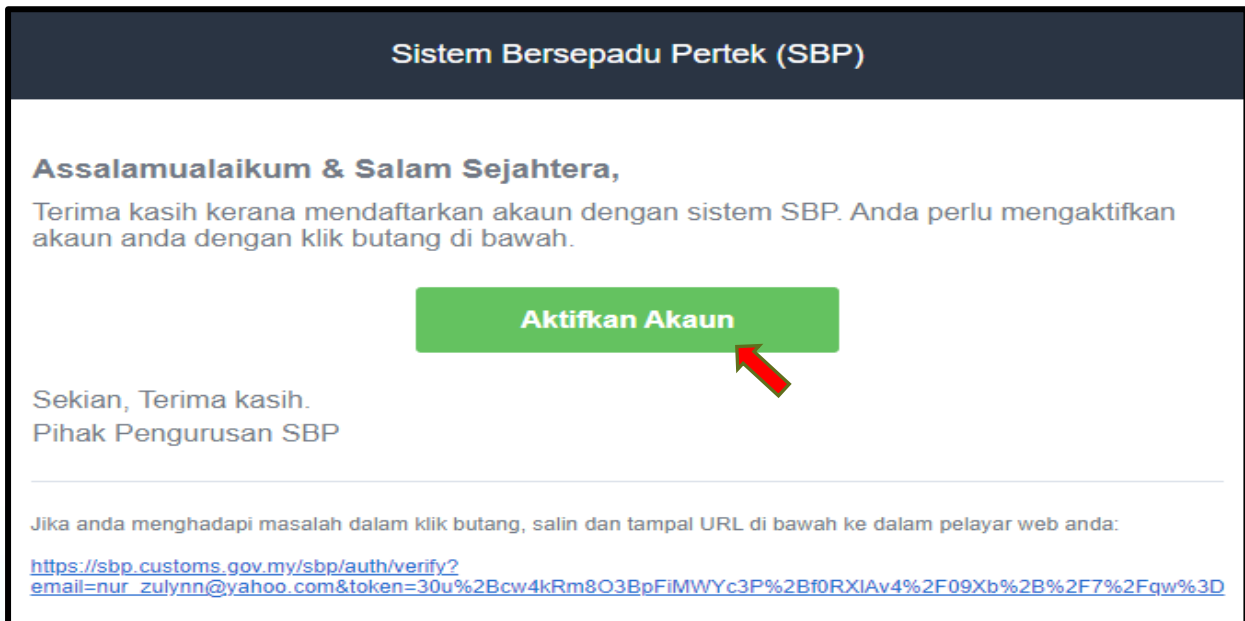 Sistem Bersepadu Pertek (SBP)
Assalamualaikum & Salam Sejahtera,
Terima kasih kerana mendaftarkan akaun dengan sistem SBP. Anda perlu mengaktifkan
akaun anda dengan klik butang di bawah.
Aktifkan Akaun
Sekian, Terima kasih.
Pihak Pengurusan SBP
Jika anda menghadapi masalah dalam klik butang, salin dan tampal URL di bawah ke dalam pelayar web anda:
https://sbp.customs.gov.my/sbp/auth/verify?
email=nur_zulynn@yahoo.com&token=30u%2Bcw4kRm8O3BpFiMWYc3P%2Bf0RXlAv4%2F09Xb%2B%2F7%2Fqw%3D